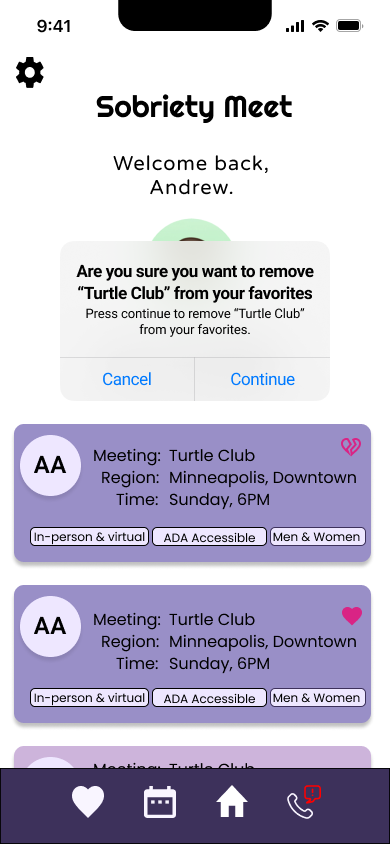 9:41
Sobriety Meet
Welcome back,
Andrew.
Are you sure you want to remove
“Turtle Club” from your favorites
Press continue to remove “Turtle Club”
from your favorites.
Cancel Continue
AA
Meeting: Turtle Club
Region: Minneapolis, Downtown
Time: Sunday, 6PM
In-person & virtual ADA Accessible Men & Women
AA
Meeting: Turtle Club
Region: Minneapolis, Downtown
Time: Sunday, 6PM
In-person & virtual ADA Accessible Men & Women
Meeting: Turtle Club